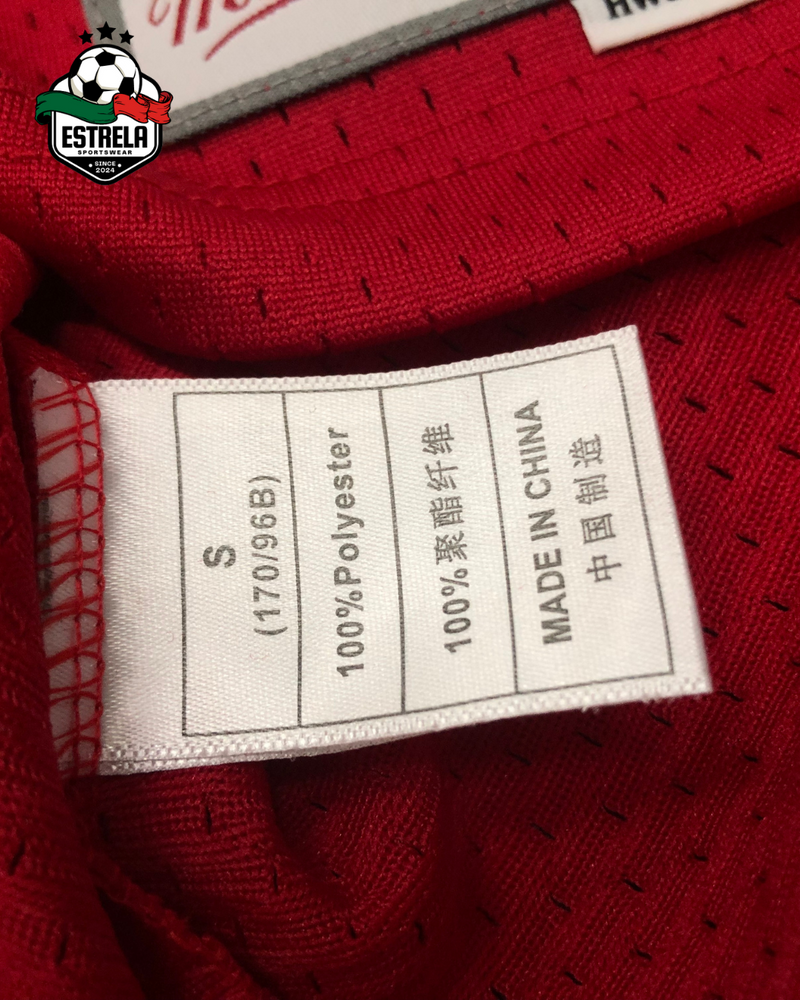 ESTRELA
SPORTSWEAR
SINCE
2024
S
(170/96B)
100%Polyester
100%聚酯纤维
MADE IN CHINA
中国制造